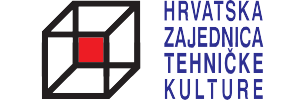 HRVATSKA
ZAJEDNICA
TEHNIČKE
KULTURE